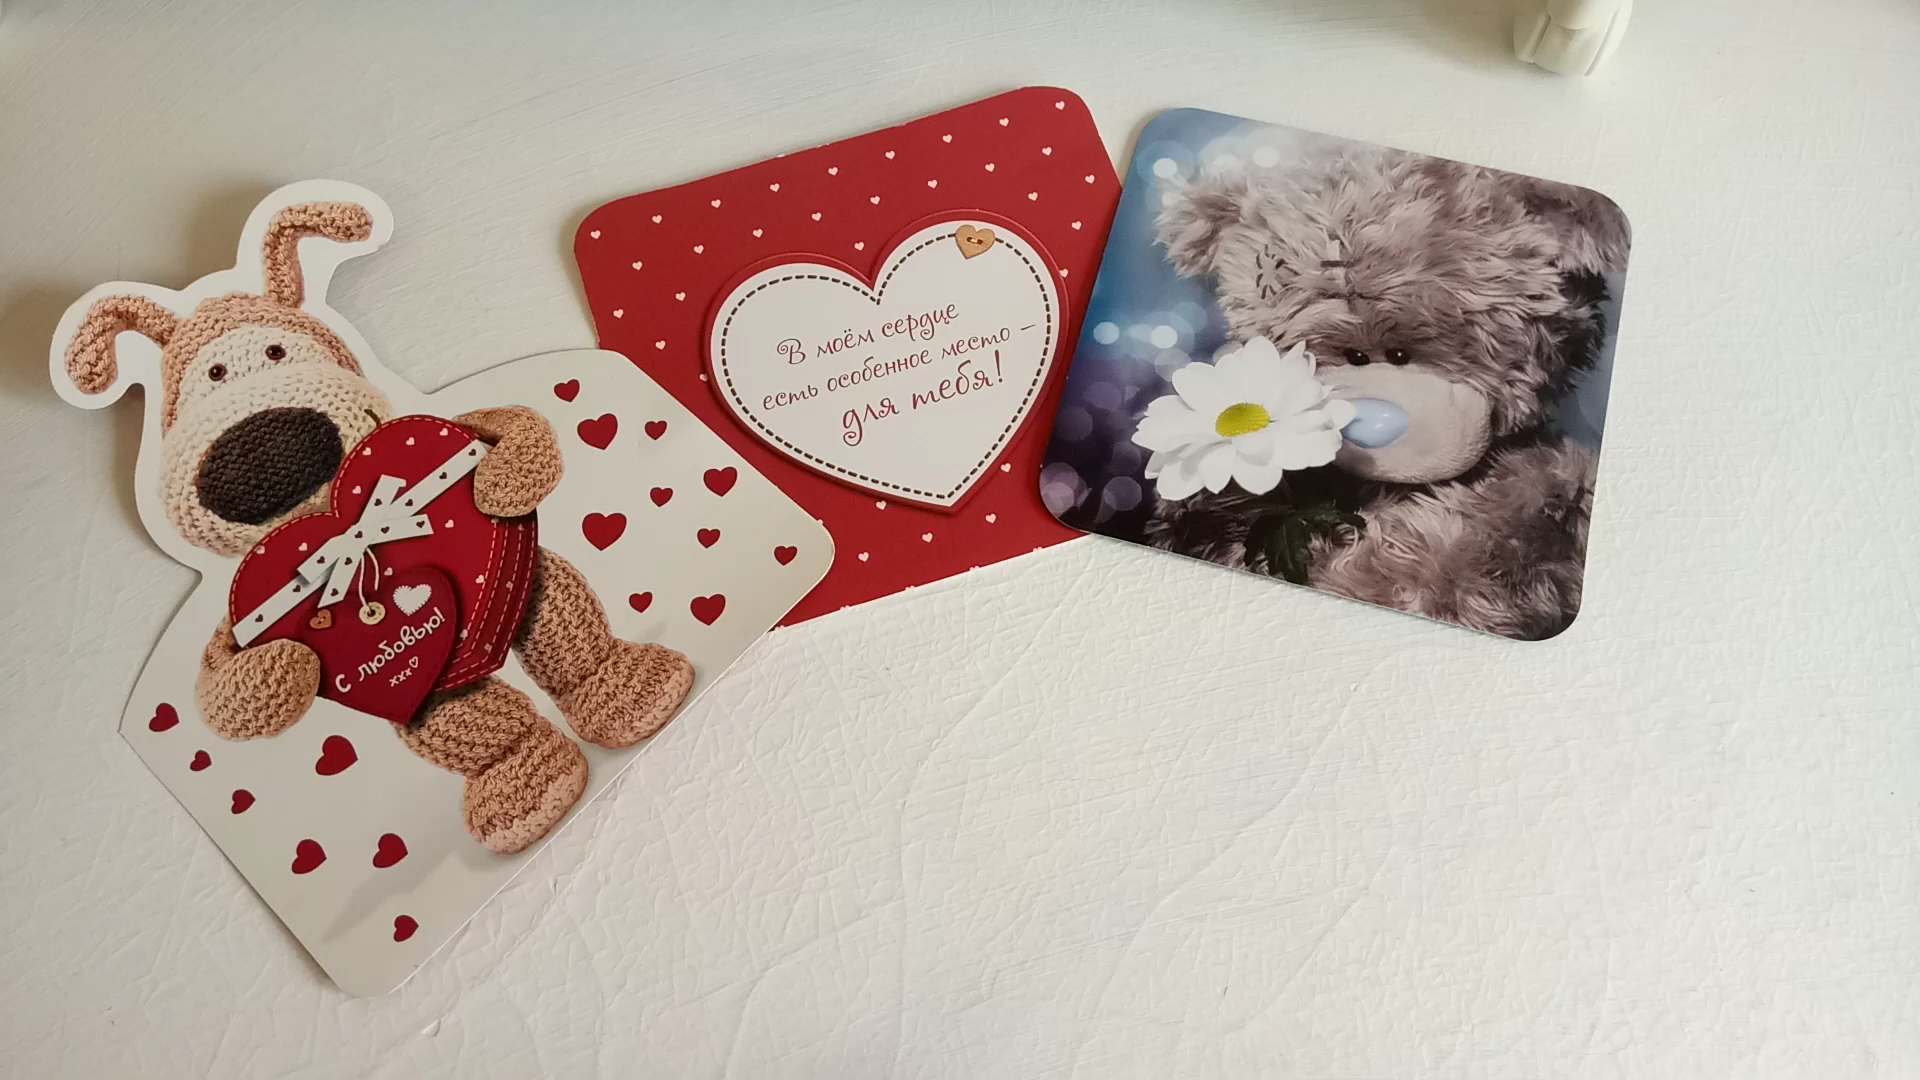 С любовью!
xxx♡
В моём сердце
есть особенное место –
для тебя!